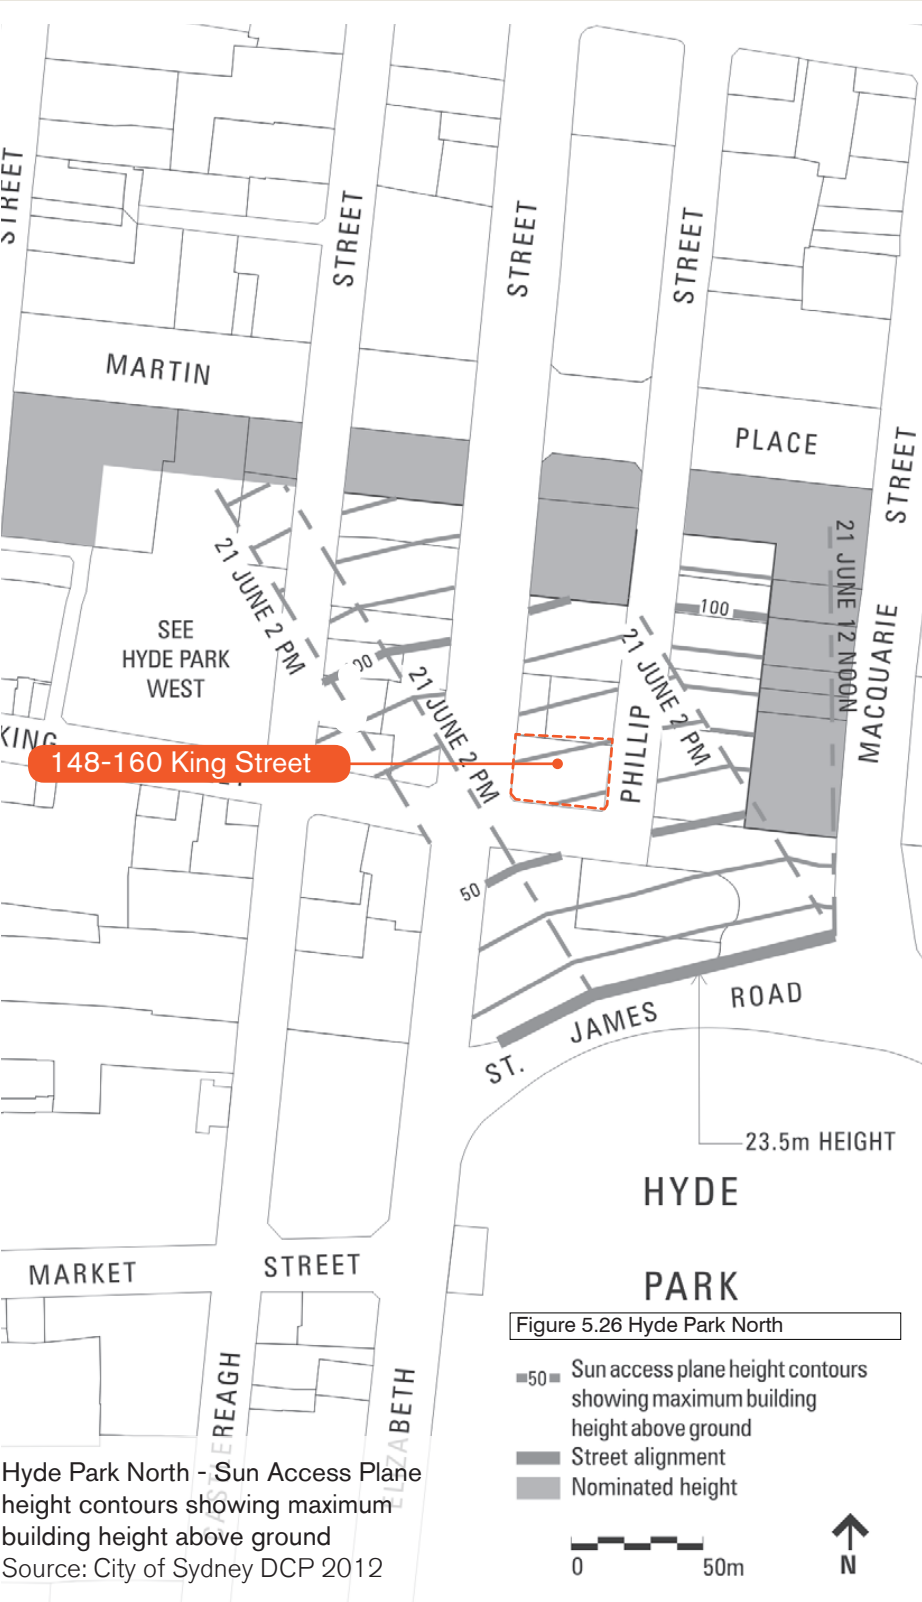 STREET
STREET
STREET
STREET
MARTIN
PLACE
STREET
21 JUNE 12 NOON
21 JUNE 2 PM
100
SEE
HYDE PARK
WEST
21 JUNE 2 PM
00
21 JUNE 2 PM
MACQUARIE
KING
148-160 King Street
PHILLIP
50
ST. JAMES ROAD
23.5m HEIGHT
HYDE
PARK
MARKET STREET
Figure 5.26 Hyde Park North
50
Sun access plane height contours
showing maximum building
height above ground
Street alignment
Nominated height
CASTLEREAGH
ELIZABETH
Hyde Park North - Sun Access Plane
height contours showing maximum
building height above ground
Source: City of Sydney DCP 2012
0 50m
N